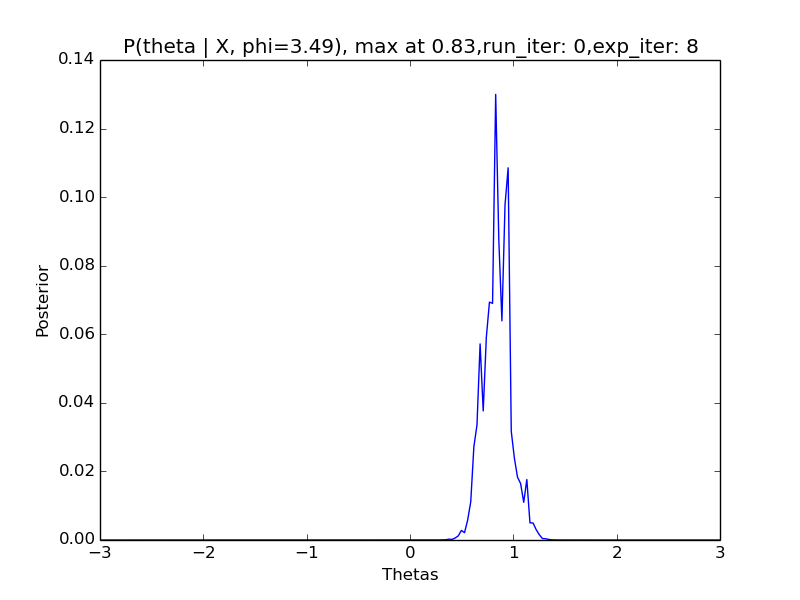 P(theta | X, phi=3.49), max at 0.83,run_iter: 0,exp_iter: 8
0.14
0.12
0.10
0.08
0.06
0.04
0.02
0.00
Posterior
−3 −2 −1 0 1 2 3
Thetas